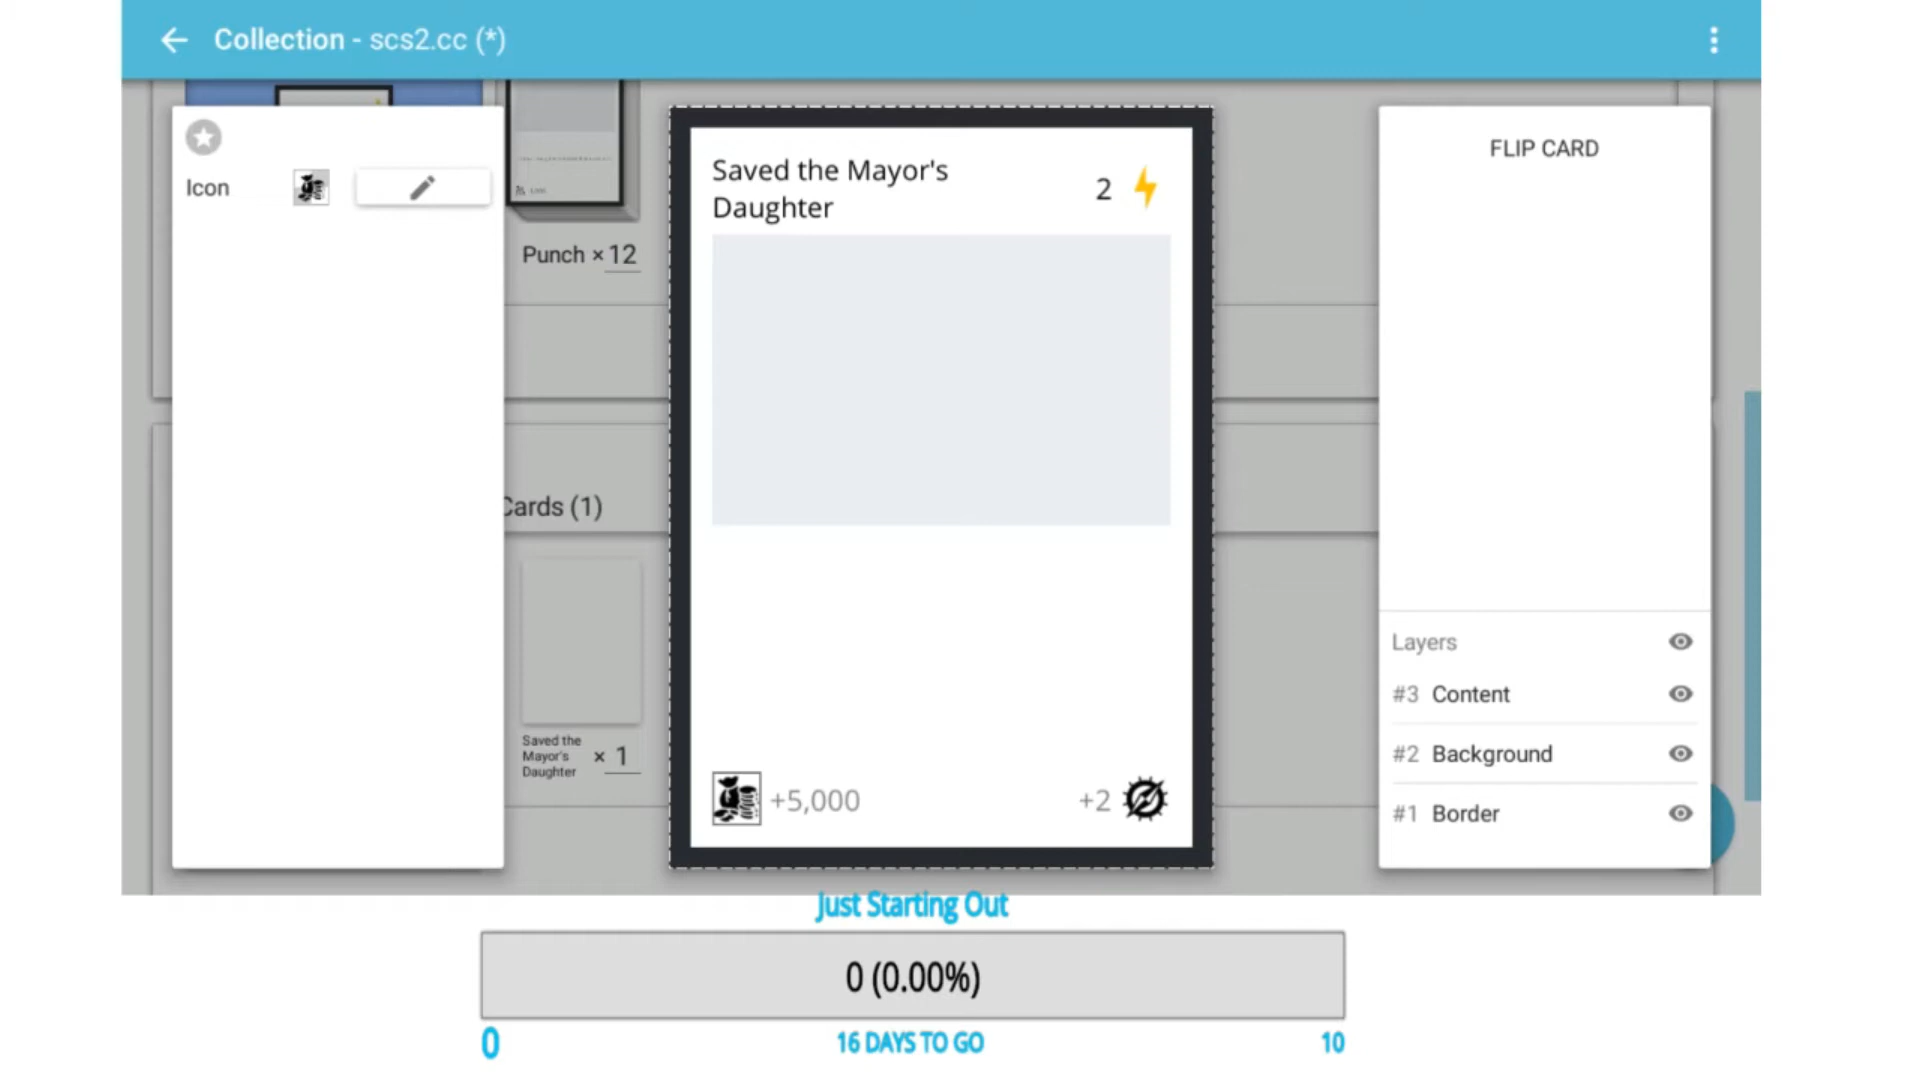 Collection - scs2.cc (*)
Icon
Punch × 12
Cards (1)
Saved the
Mayor's
Daughter
× 1
Saved the Mayor's
Daughter
2
+5,000
+2
FLIP CARD
Layers
#3 Content
#2 Background
#1 Border
Just Starting Out
0 (0.00%)
0
16 DAYS TO GO
10